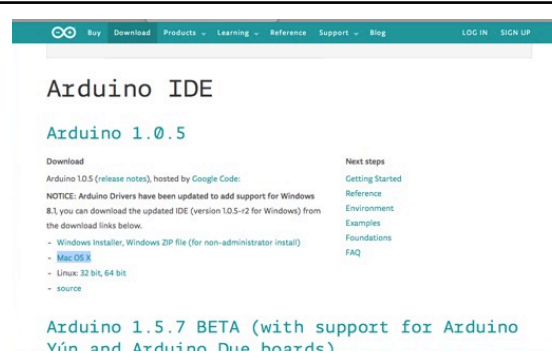 Buy Download Products Learning Reference Support Blog LOG IN SIGN UP
Arduino IDE
Arduino 1.0.5
Download
Arduino 1.0.5 (release notes), hosted by Google Code:
NOTICE: Arduino Drivers have been updated to add support for Windows
8.1, you can download the updated IDE (version 1.0.5-r2 for Windows) from
the download links below.
- Windows Installer, Windows ZIP file (for non-administrator install)
- Mac OS X
- Linux: 32 bit, 64 bit
- source
Next steps
Getting Started
Reference
Environment
Examples
Foundations
FAQ
Arduino 1.5.7 BETA (with support for Arduino
Yún and Arduino Due boards)